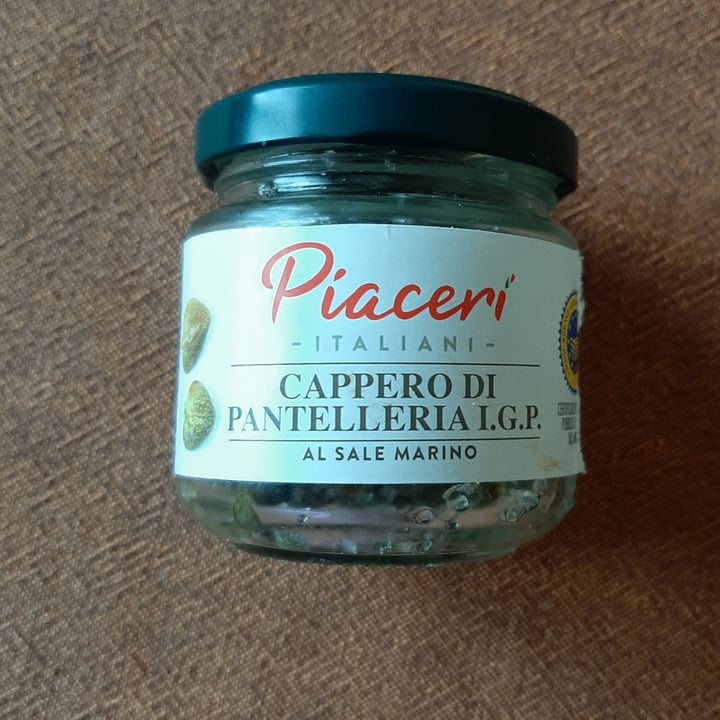 Piaceri
- ITALIANI -
CAPPERO DI
PANTELLERIA I.G.P.
AL SALE MARINO